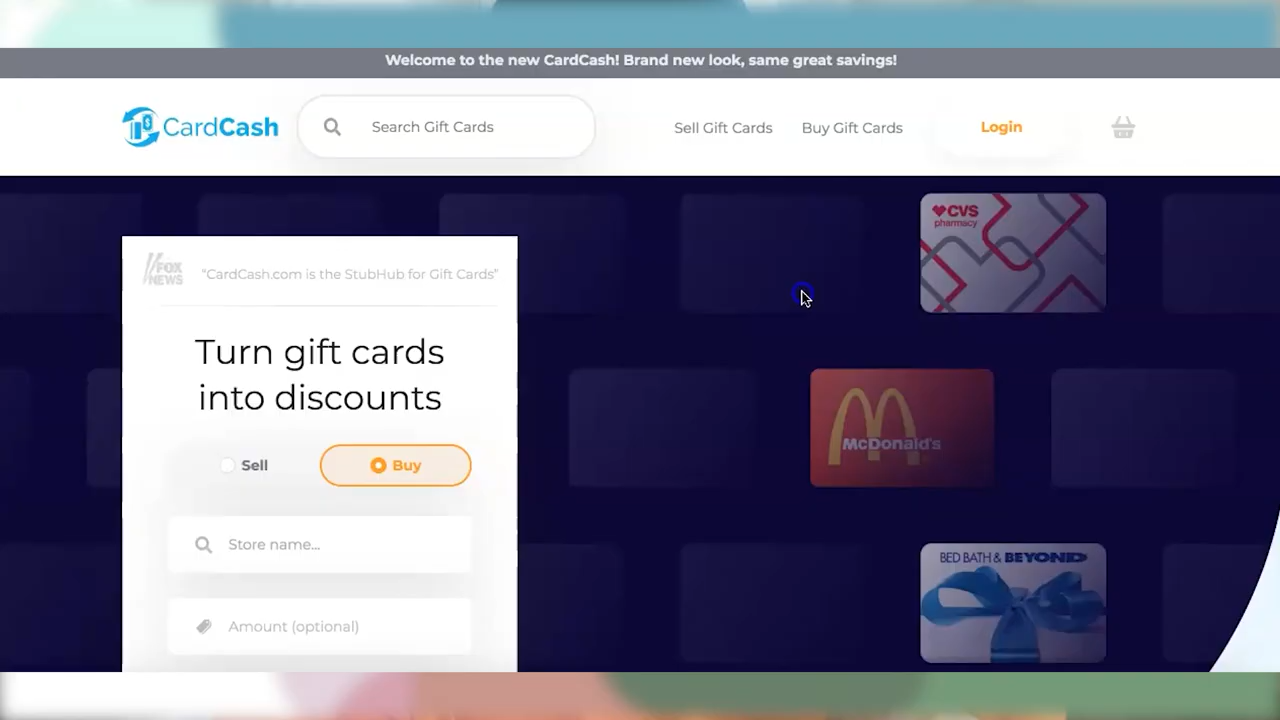 Welcome to the new CardCash! Brand new look, same great savings!
CardCash
Search Gift Cards
Sell Gift Cards
Buy Gift Cards
Login
FOX NEWS
"CardCash.com is the StubHub for Gift Cards"
Turn gift cards
into discounts
Sell
Buy
Store name...
Amount (optional)
CVS
pharmacy
McDonald's
BED BATH & BEYOND